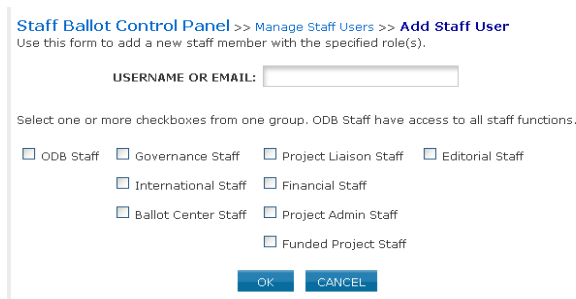 Staff Ballot Control Panel >> Manage Staff Users >> Add Staff User
Use this form to add a new staff member with the specified role(s).
USERNAME OR EMAIL:
Select one or more checkboxes from one group. ODB Staff have access to all staff functions.
ODB Staff Governance Staff Project Liaison Staff Editorial Staff
International Staff Financial Staff
Ballot Center Staff Project Admin Staff
Funded Project Staff
OK CANCEL